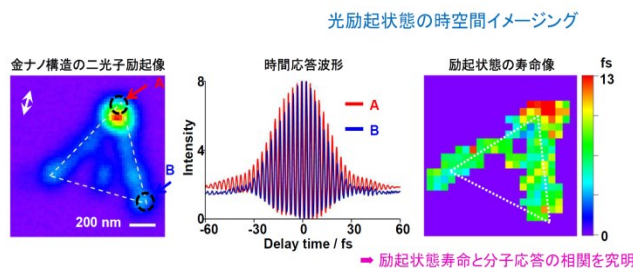 光励起状態の時空間イメージング
金ナノ構造の二光子励起像
時間応答波形
励起状態の寿命像
A
B
200 nm
Intensity
8
4
0
A
B
-60 -30 0 30 60
Delay time / fs
fs
13
0
➡ 励起状態寿命と分子応答の相関を究明